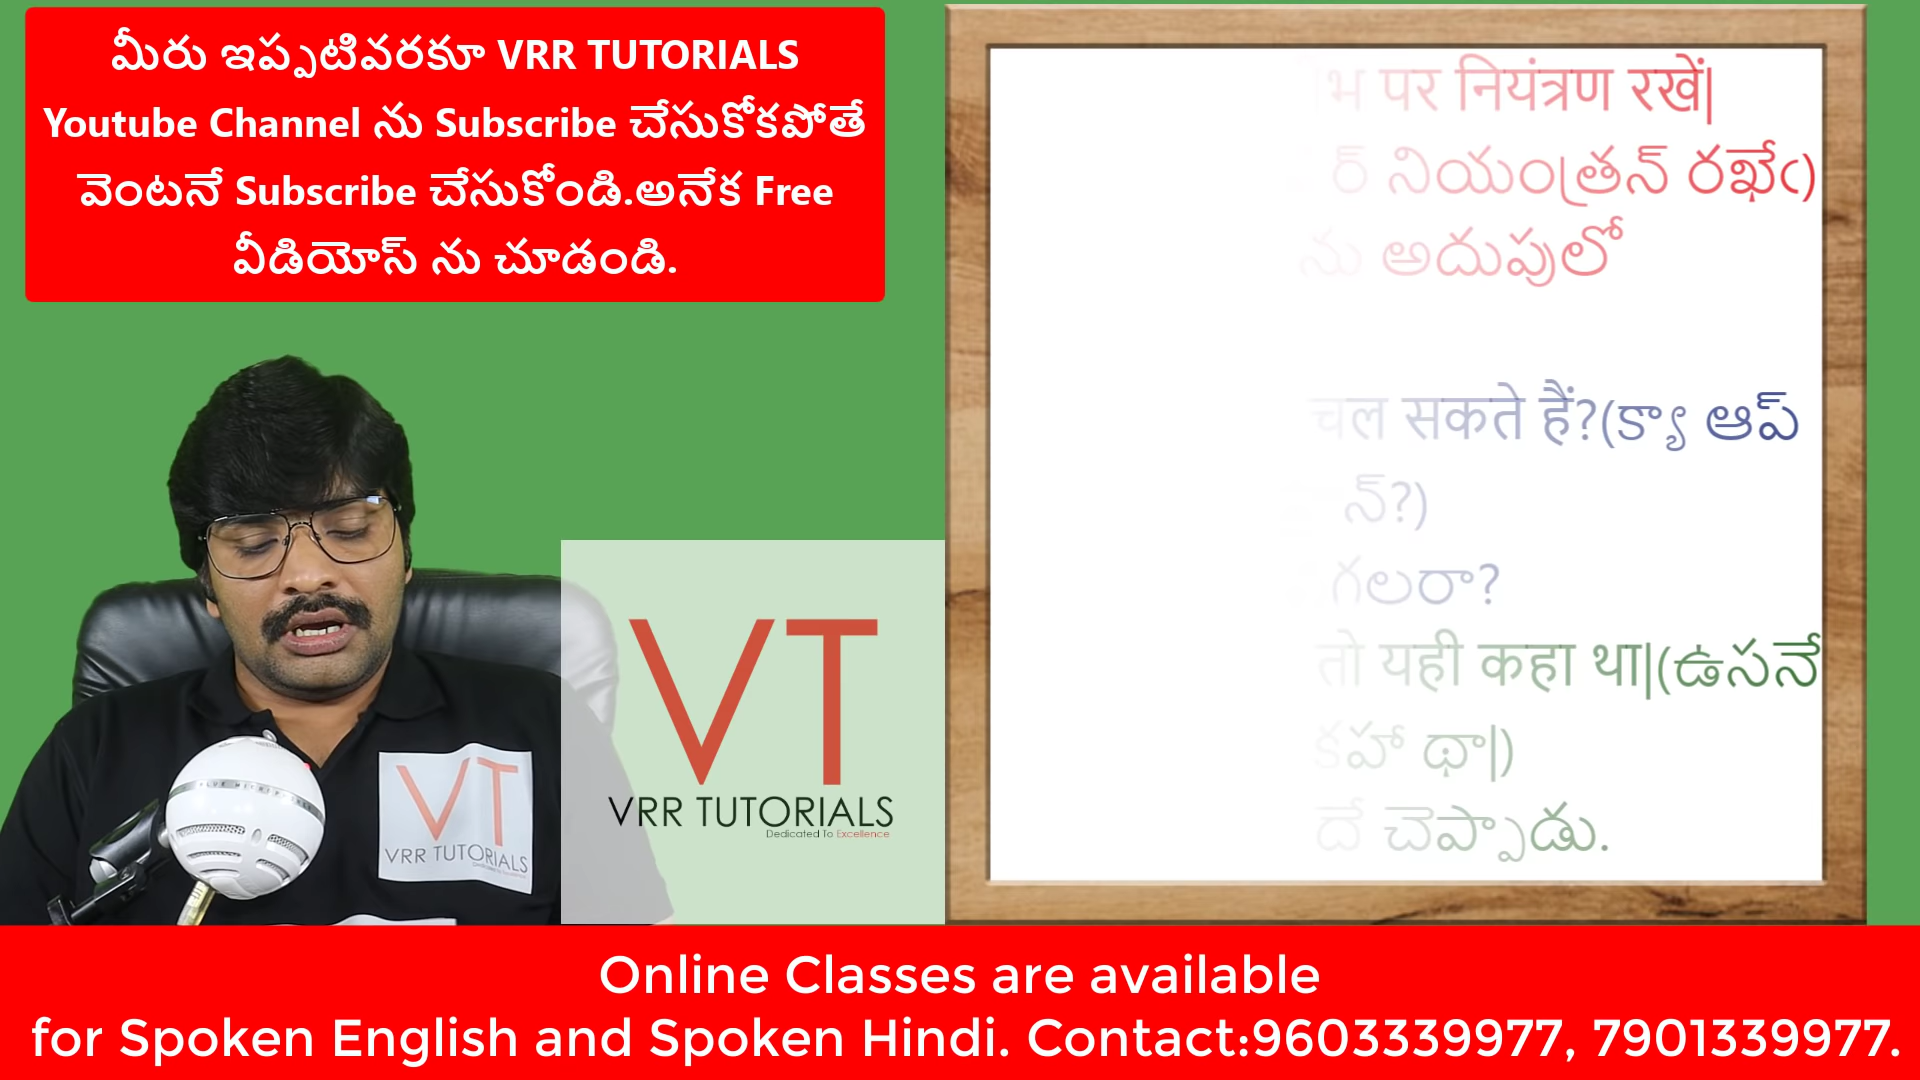 మీరు ఇప్పటివరకూ VRR TUTORIALS
Youtube Channel ను Subscribe చేసుకోకపోతే
వెంటనే Subscribe చేసుకోండి.అనేక Free
వీడియోస్ ను చూడండి.
पर नियंत्रण रखें|
నియంత్రన్ రఖేఁ)
ను అదుపులో
चल सकते हैं?(క్యా ఆప్
గలరా?
तो यही कहा था|(ఉసనే
కహా థా|)
చెప్పాడు.
VT
VRR TUTORIALS
Dedicated To Excellence
VT
VRR TUTORIALS
Online Classes are available
for Spoken English and Spoken Hindi. Contact:9603339977, 7901339977.